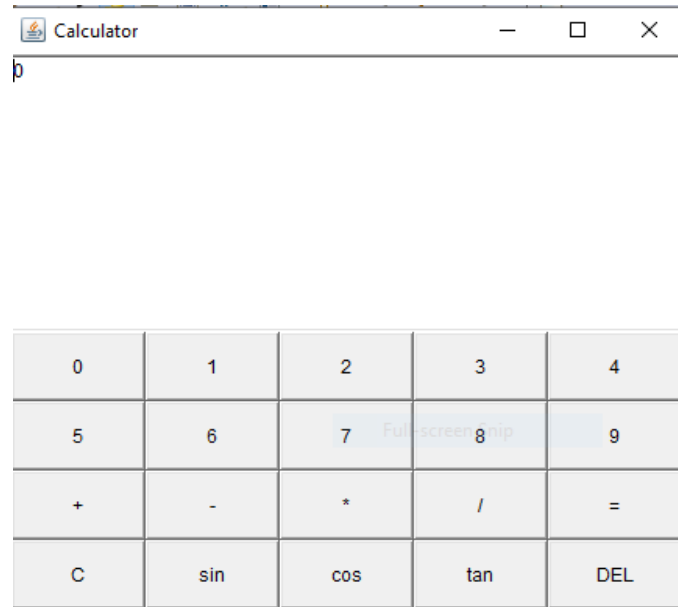 Calculator
0
0 1 2 3 4
5 6 7 8 9
Full-screen Snip
+ - * / =
C sin cos tan DEL